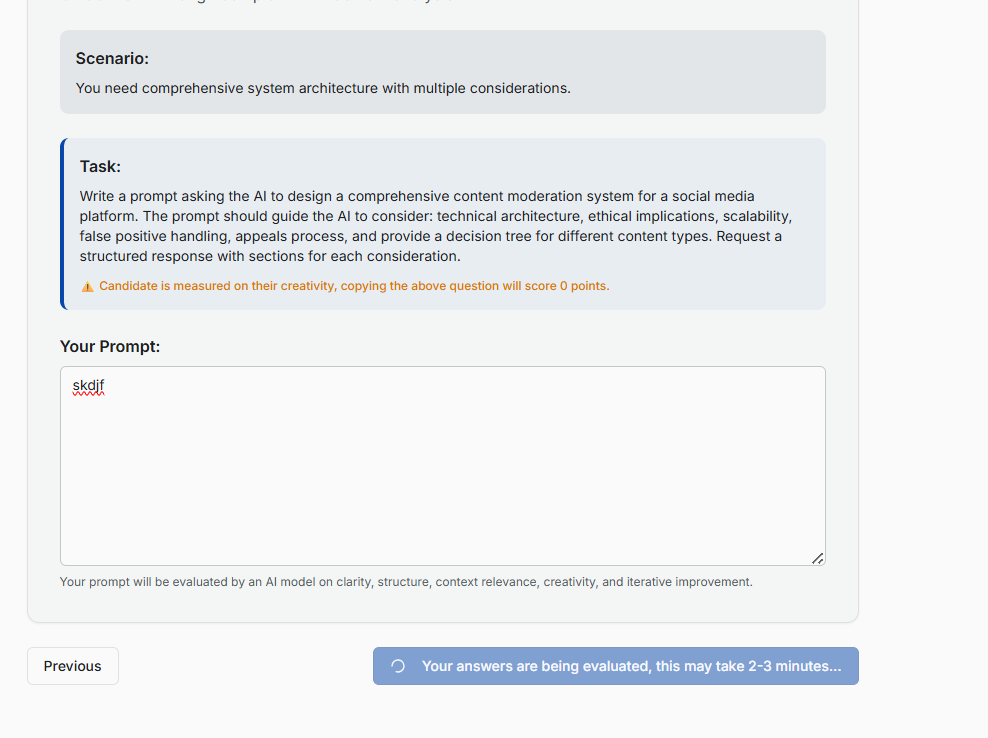 Scenario:
You need comprehensive system architecture with multiple considerations.
Task:
Write a prompt asking the AI to design a comprehensive content moderation system for a social media
platform. The prompt should guide the AI to consider: technical architecture, ethical implications, scalability,
false positive handling, appeals process, and provide a decision tree for different content types. Request a
structured response with sections for each consideration.
Candidate is measured on their creativity, copying the above question will score 0 points.
Your Prompt:
skdjf
Your prompt will be evaluated by an AI model on clarity, structure, context relevance, creativity, and iterative improvement.
Previous
Your answers are being evaluated, this may take 2-3 minutes...